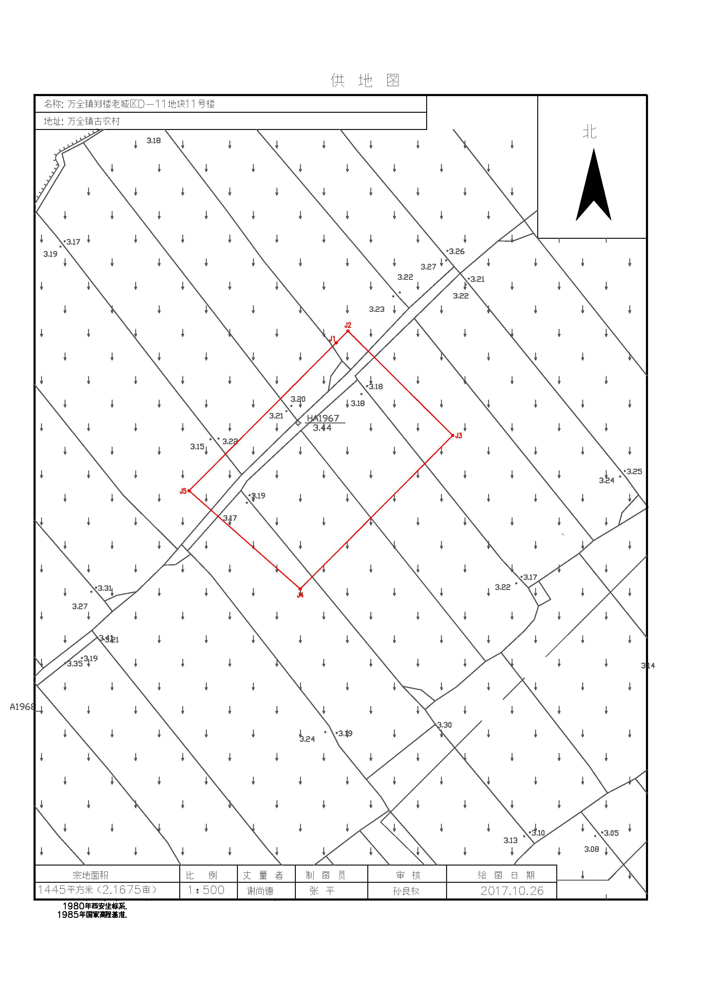 供 地 图
名称: 万全镇郑楼老城区D-11地块11号楼
地址: 万全镇古农村
北
3.18
3.17
3.19
3.26
3.27
3.22
3.21
3.22
3.23
J2
J1
3.18
3.20
3.18
3.21
HA1967
3.44
J3
3.22
3.15
3.25
3.24
J5
3.19
3.17
3.17
3.31
3.22
J4
3.27
3.41
3.21
3.19
3.35
3.14
A1968
3.30
3.19
3.24
3.10
3.05
3.13
3.08
宗地面积 比 例 丈 量 者 制 图 员 审 核 绘 图 日 期
1445平方米(2.1675亩) 1:500 谢尚德 张 平 孙良权 2017.10.26
1980年西安坐标系.
1985年国家高程基准.